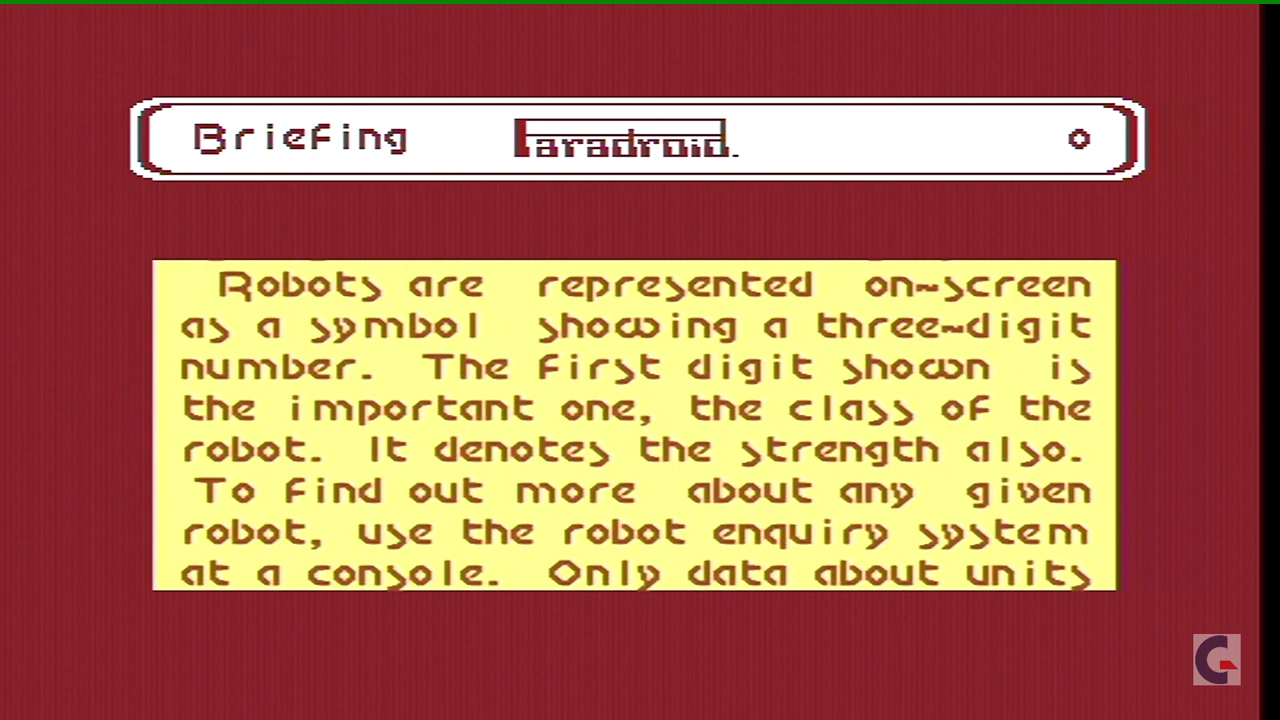 Briefing Paradroid. 0
Robots are represented on~screen
as a symbol showing a three~digit
number. The first digit shown is
the important one, the class of the
robot. It denotes the strength also.
To find out more about any given
robot, use the robot enquiry system
at a console. Only data about units
G